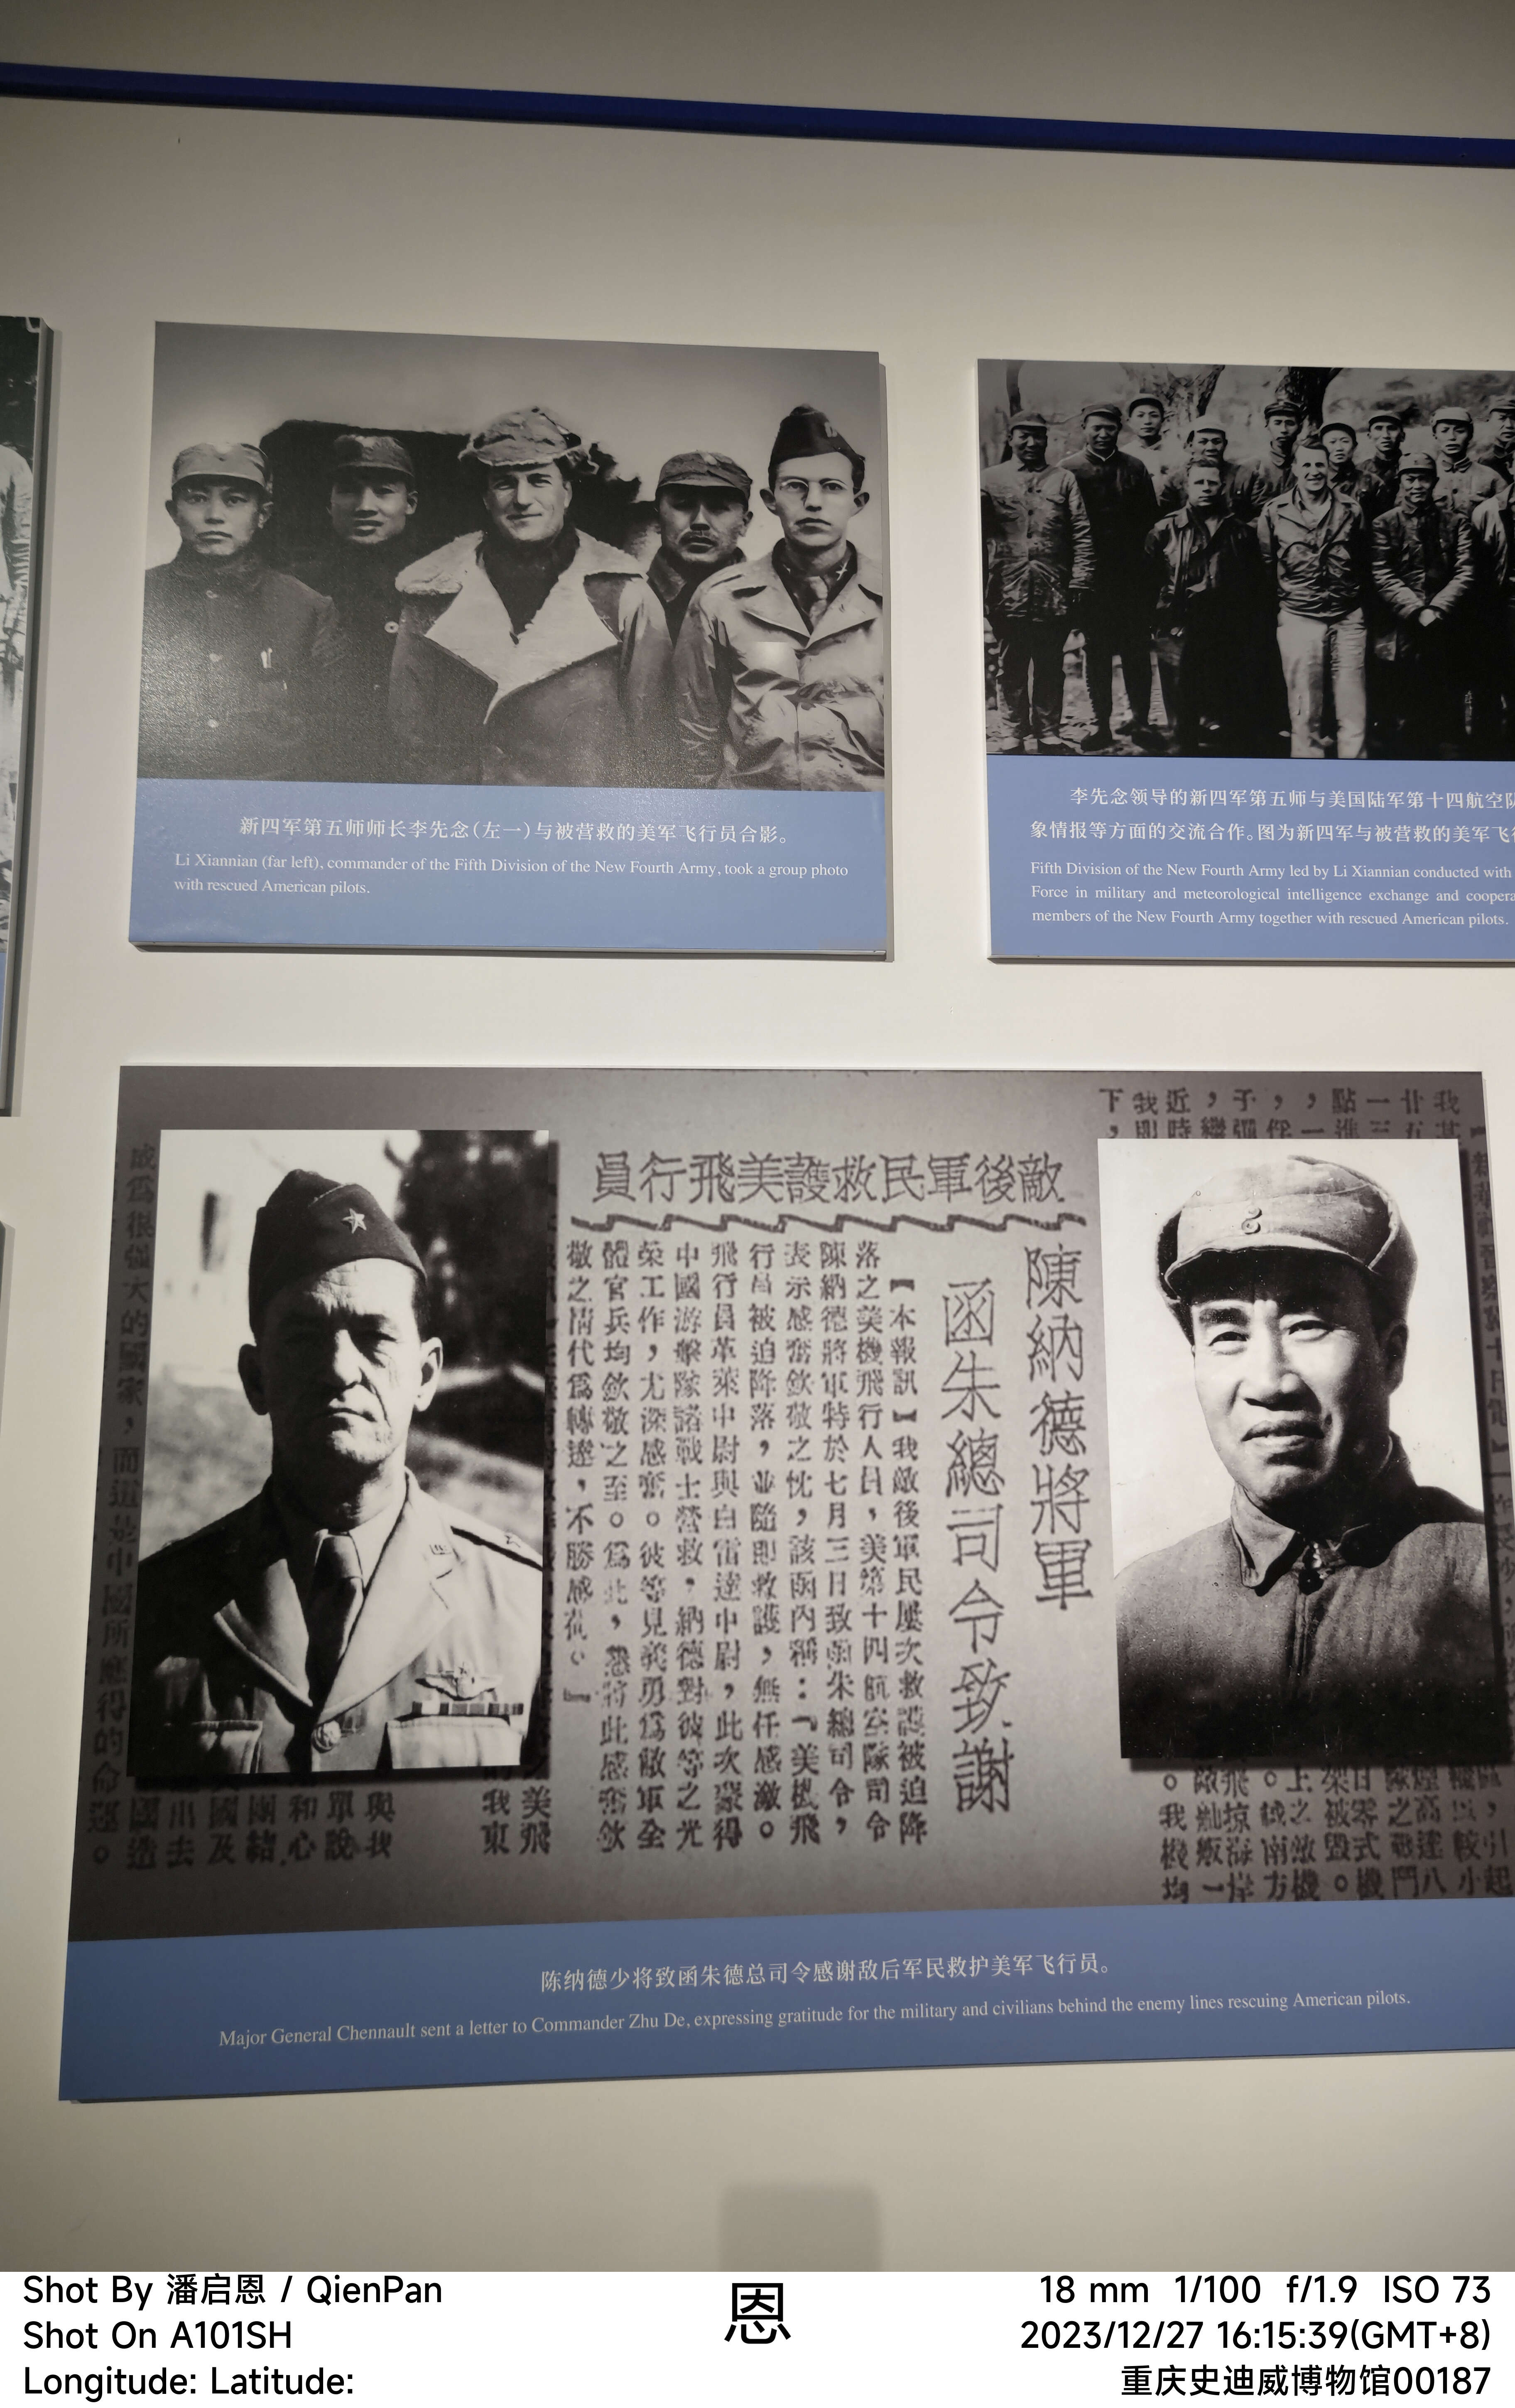 新四军第五师师长李先念（左一）与被营救的美军飞行员合影。
Li Xiannian (far left), commander of the Fifth Division of the New Fourth Army, took a group photo
with rescued American pilots.
李先念领导的新四军第五师与美国陆军第十四航空队
象情报等方面的交流合作。图为新四军与被营救的美军飞行
Fifth Division of the New Fourth Army led by Li Xiannian conducted with
Force in military and meteorological intelligence exchange and coopera
members of the New Fourth Army together with rescued American pilots.
敵後軍民救護美飛行員
陳納德將軍
函朱總司令致謝
【本報訊】我敵後軍民屢次救護被迫降
落之美機飛行人員，美第十四航空隊司令
陳納德將軍特於七月三日致函朱總司令，
表示感奮欽敬之忱，該函內稱：『美機飛
行員被迫降落，並隨即救護，無任感激。
飛行員革萊中尉與白雷達中尉，此次蒙得
中國游擊隊諸戰士營救，納德對彼等之光
榮工作，尤深感奮。彼等見義勇爲敵軍全
體官兵均欽敬之至。爲此，懇將此感奮欽
敬之情代爲轉達，不勝感荷。』
陈纳德少将致函朱德总司令感谢敌后军民救护美军飞行员。
Major General Chennault sent a letter to Commander Zhu De, expressing gratitude for the military and civilians behind the enemy lines rescuing American pilots.
Shot By 潘启恩 / QienPan
Shot On A101SH
Longitude: Latitude:
恩
18 mm 1/100 f/1.9 ISO 73
2023/12/27 16:15:39(GMT+8)
重庆史迪威博物馆00187